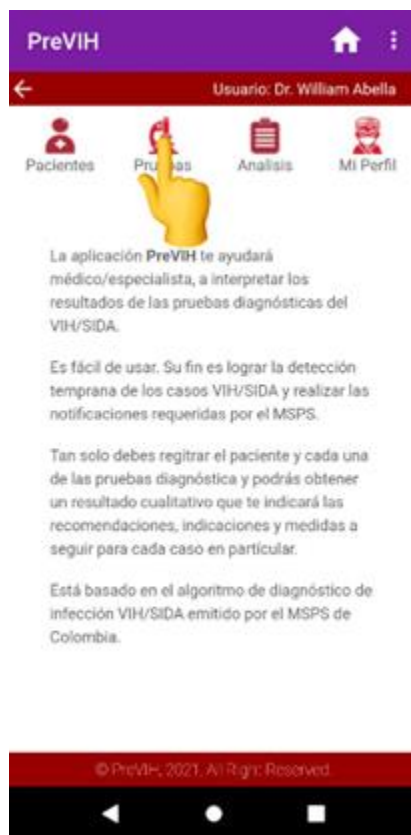 PreVIH
Usuario: Dr. William Abella
Pacientes
Pruebas
Analisis
Mi Perfil
La aplicación PreVIH te ayudará
médico/especialista, a interpretar los
resultados de las pruebas diagnósticas del
VIH/SIDA.
Es fácil de usar. Su fin es lograr la detección
temprana de los casos VIH/SIDA y realizar las
notificaciones requeridas por el MSPS.
Tan solo debes regitrar el paciente y cada una
de las pruebas diagnóstica y podrás obtener
un resultado cualitativo que te indicará las
recomendaciones, indicaciones y medidas a
seguir para cada caso en partícular.
Está basado en el algoritmo de diagnóstico de
infección VIH/SIDA emitido por el MSPS de
Colombia.
© PreVIH, 2021. All Right Reserved.